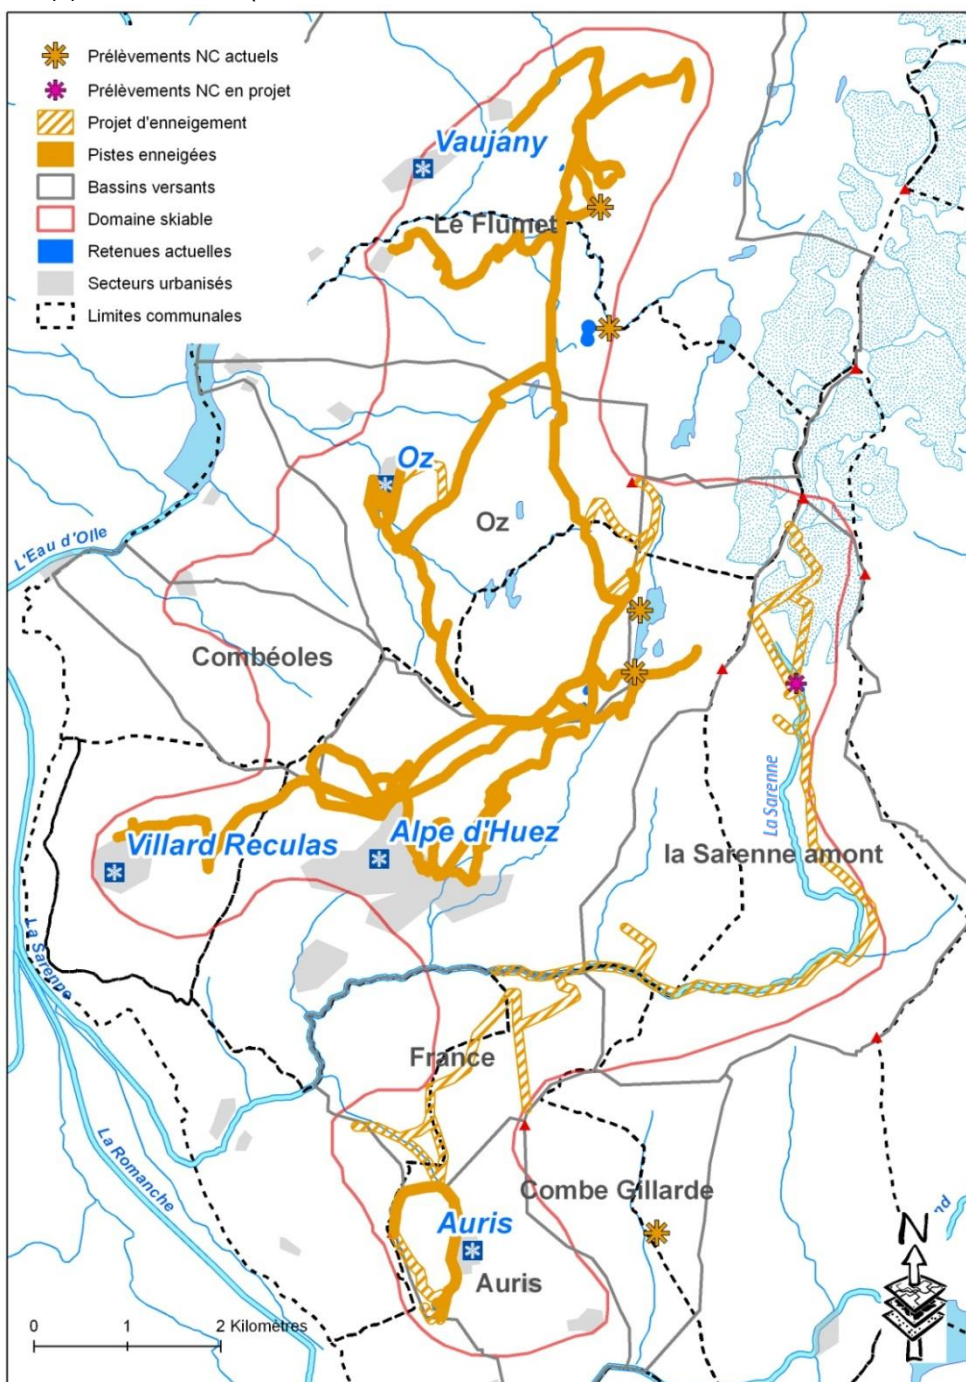 Prélèvements NC actuels
Prélèvements NC en projet
Projet d'enneigement
Pistes enneigées
Bassins versants
Domaine skiable
Retenues actuelles
Secteurs urbanisés
Limites communales
Vaujany
Le Flumet
Oz
Oz
L'Eau d'Olle
Combéoles
La Sarenne
Villard Reculas
Alpe d'Huez
la Sarenne amont
La Sarenne
France
La Romanche
Combe Gillarde
Auris
Auris
nd
N
0 1 2 Kilomètres